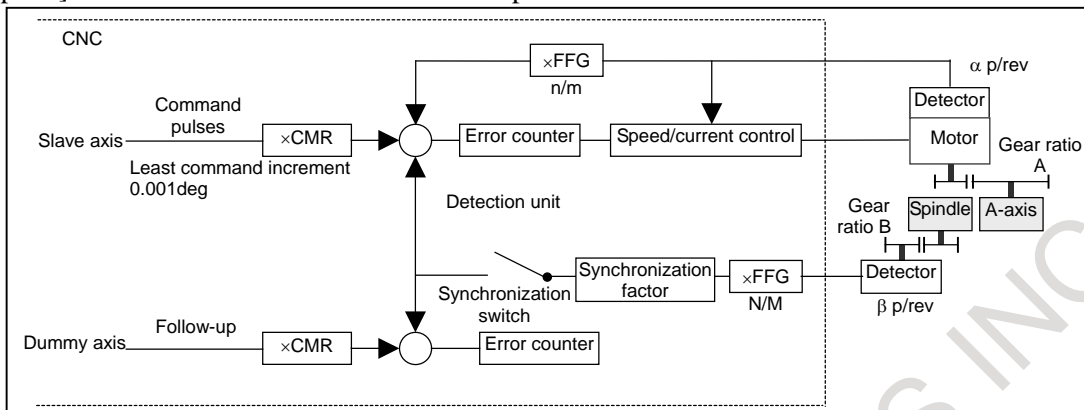 CNC
×FFG
n/m
α p/rev
Detector
Command
pulses
Slave axis
×CMR
Error counter
Speed/current control
Motor
Gear ratio
A
Least command increment
0.001deg
Detection unit
Gear
ratio B
Spindle
A-axis
Synchronization
factor
×FFG
N/M
Detector
β p/rev
Synchronization
switch
Follow-up
Dummy axis
×CMR
Error counter
S INC